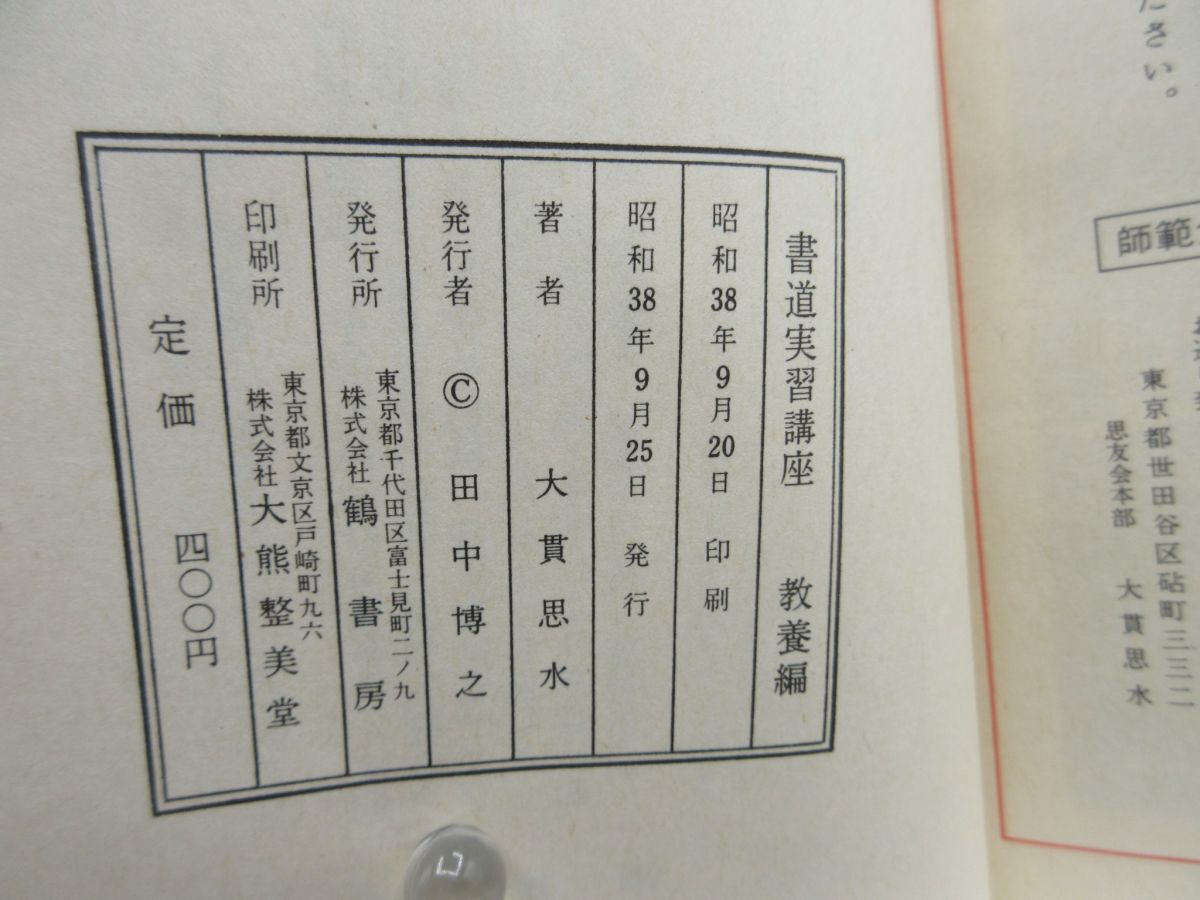 ださい。
師範
東京都世田谷区砧町三三二
思友会本部 大貫思水
書道実習講座 教養編
昭和38年9月20日 印刷
昭和38年9月25日 発行
著者 大貫思水
発行者 © 田中博之
発行所 東京都千代田区富士見町二ノ九
株式会社 鶴書房
印刷所 東京都文京区戸崎町九六
株式会社 大熊整美堂
定価 四〇〇円